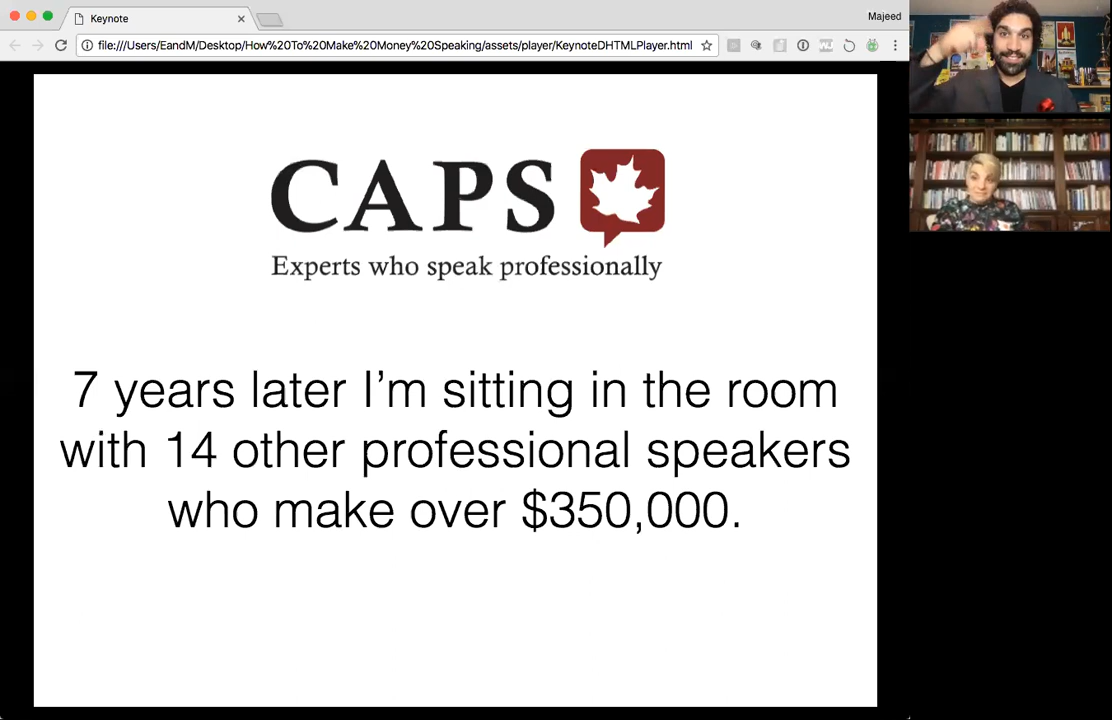 Keynote
Majeed
file:///Users/EandM/Desktop/How%20To%20Make%20Money%20Speaking/assets/player/KeynoteDHTMLPlayer.html
CAPS
Experts who speak professionally
7 years later I’m sitting in the room
with 14 other professional speakers
who make over $350,000.